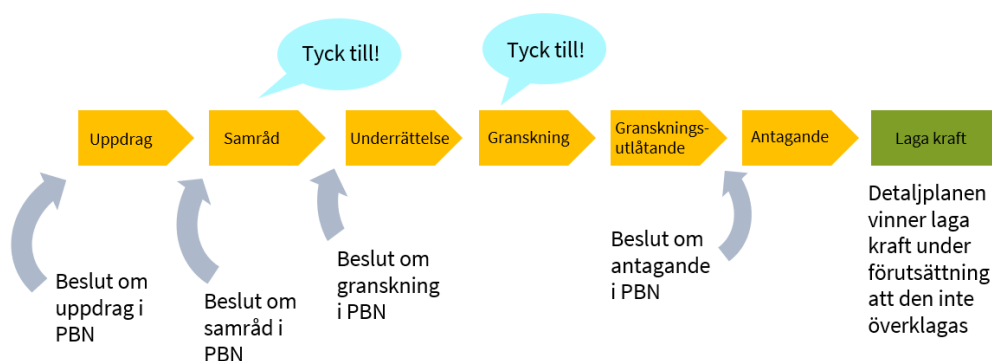 Tyck till!
Tyck till!
Uppdrag
Samråd
Underrättelse
Granskning
Gransknings-
utlåtande
Antagande
Laga kraft
Beslut om
uppdrag i
PBN
Beslut om
samråd i
PBN
Beslut om
granskning
i PBN
Beslut om
antagande
i PBN
Detaljplanen
vinner laga
kraft under
förutsättning
att den inte
överklagas